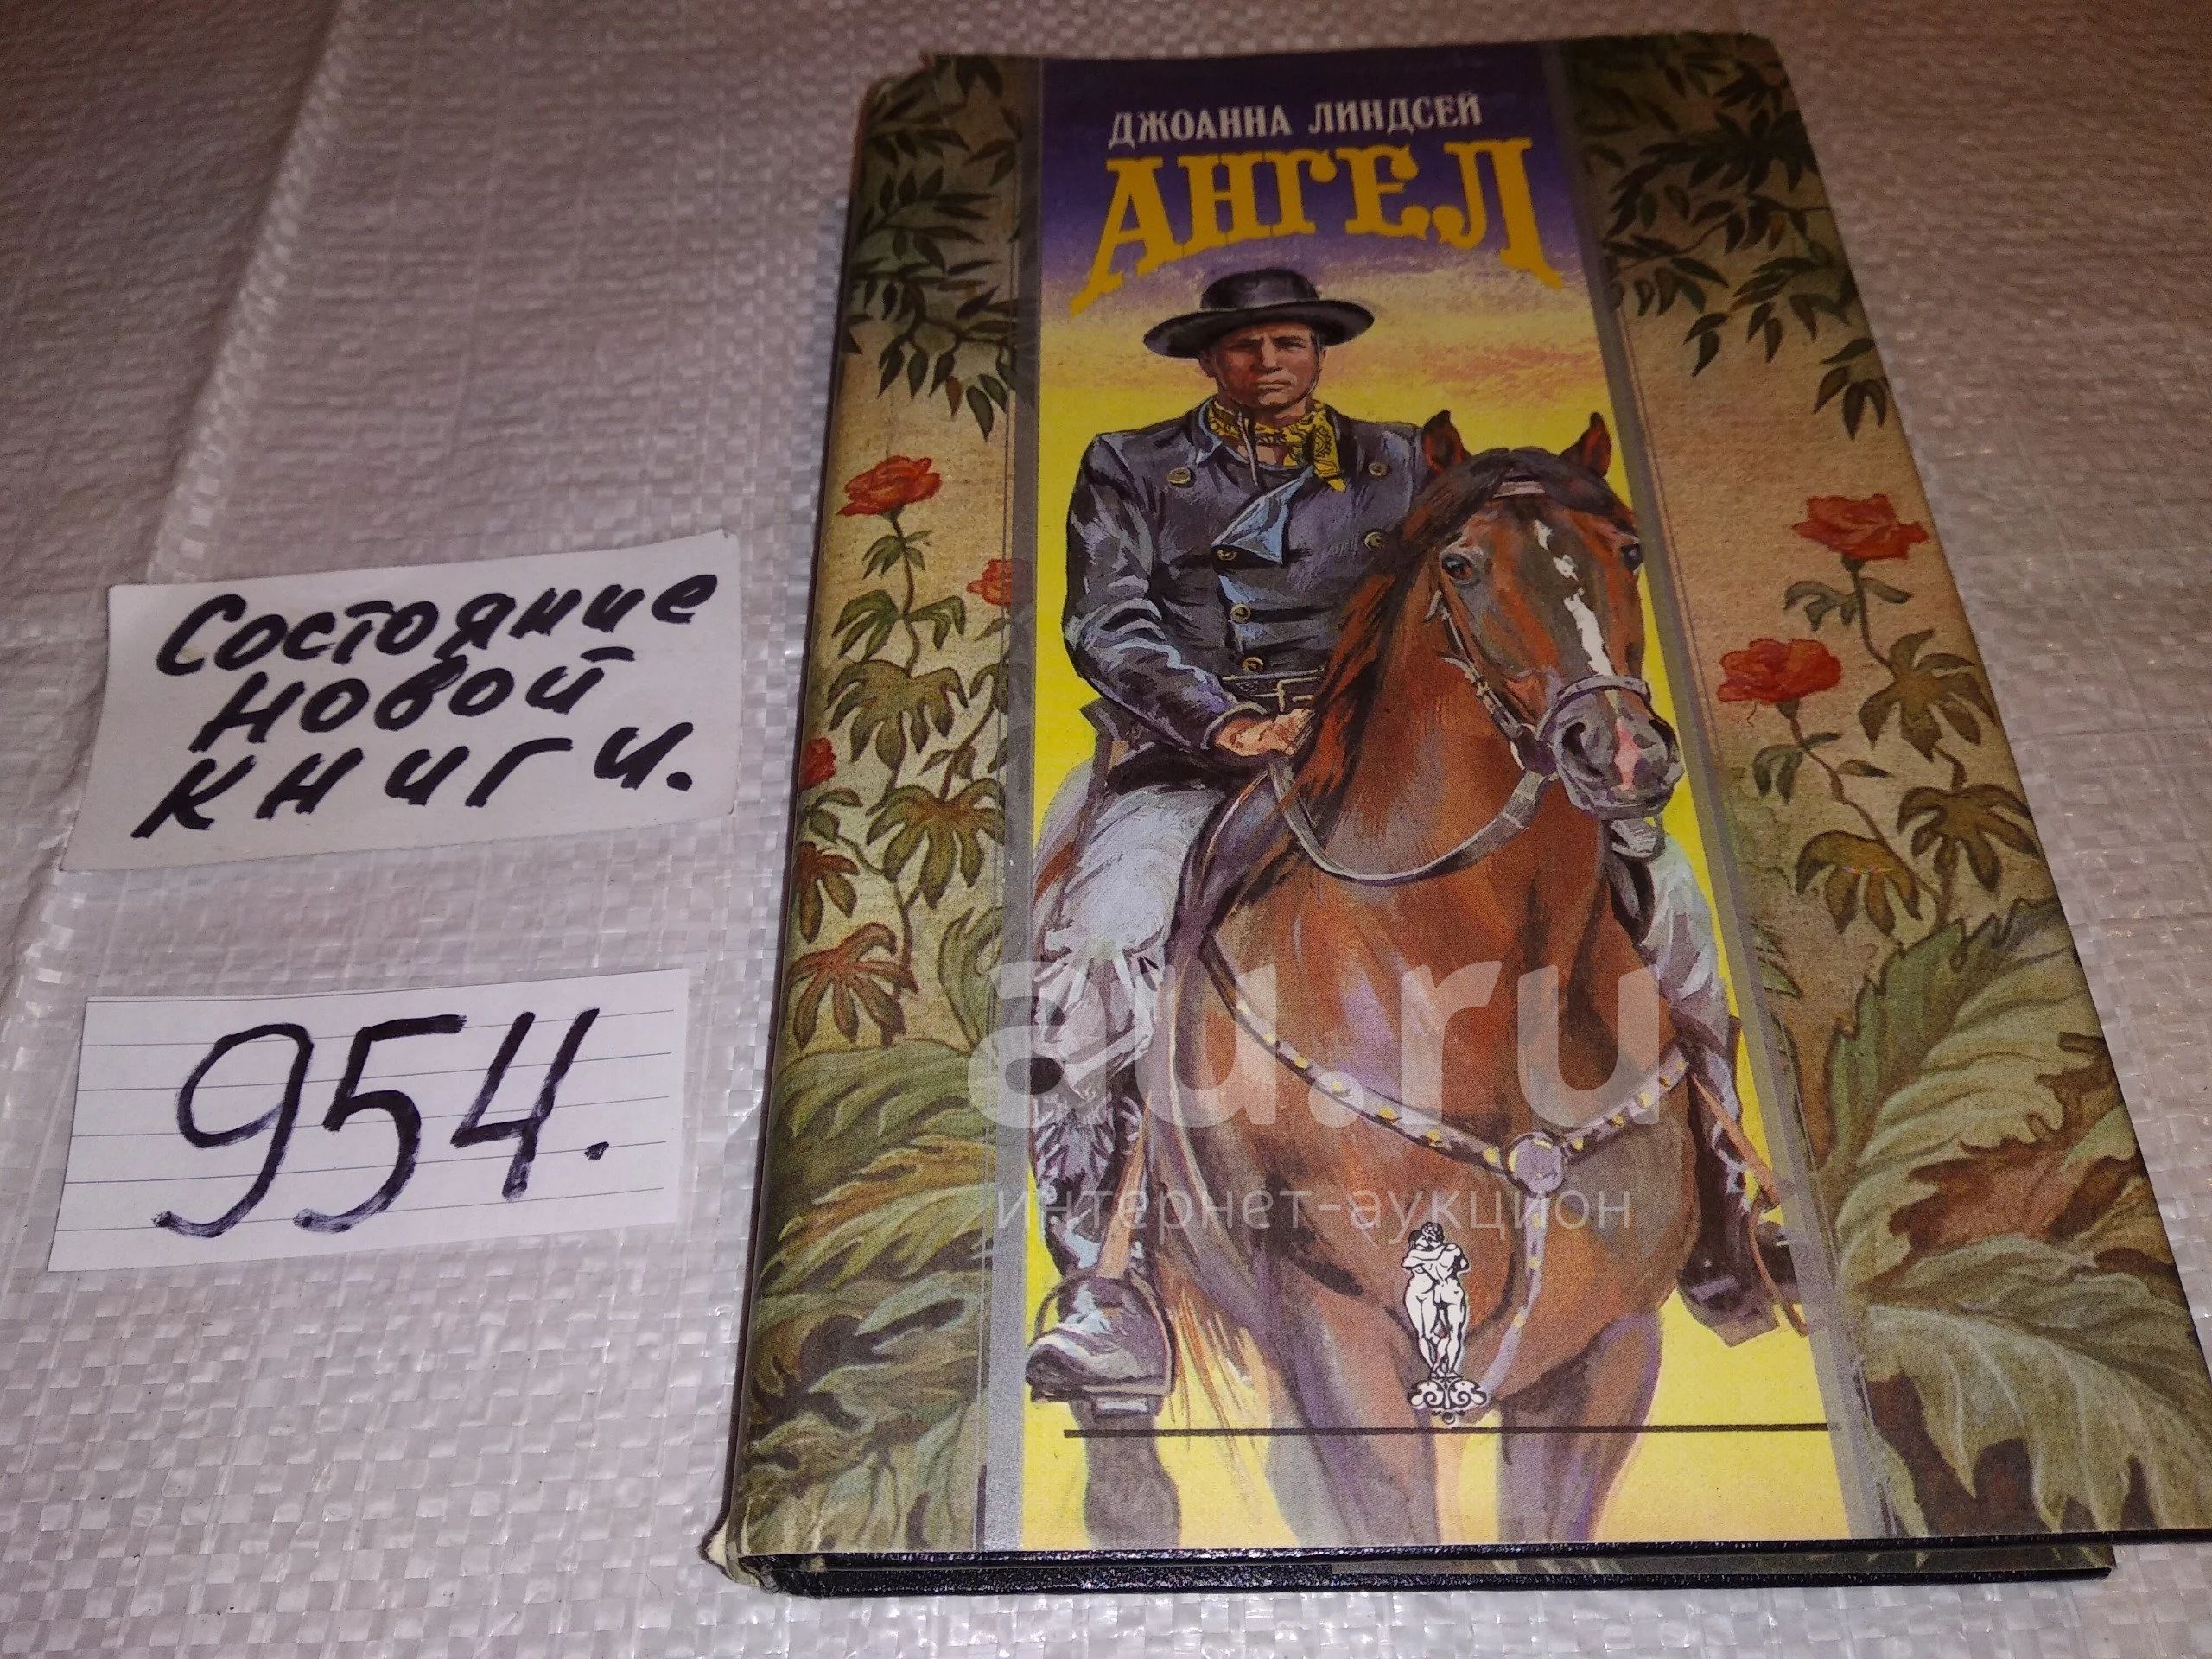 ДЖОАННА ЛИНДСЕЙ
АНГЕЛ
Состояние
новой
книги.
954.
au.ru
интернет-аукцион